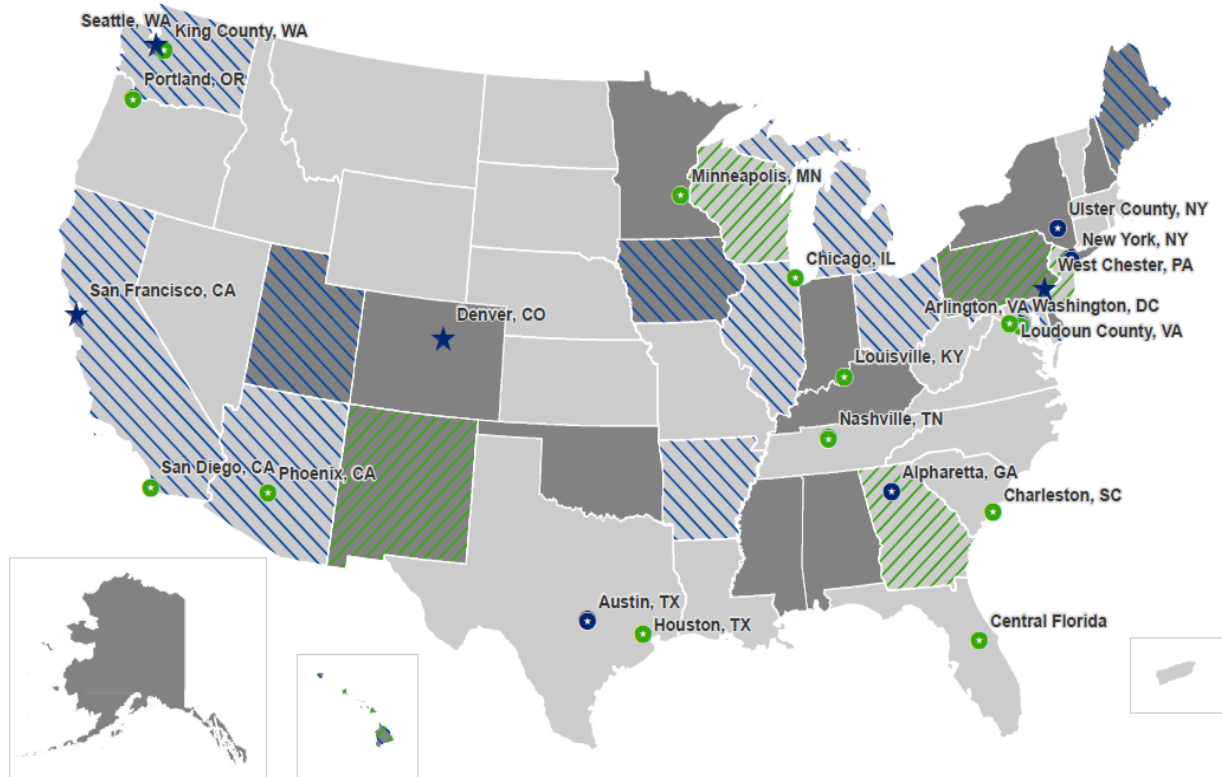 Seattle, WA
King County, WA
Portland, OR
Minneapolis, MN
Ulster County, NY
New York, NY
Chicago, IL
West Chester, PA
San Francisco, CA
Denver, CO
Arlington, VA
Washington, DC
Loudoun County, VA
Louisville, KY
Nashville, TN
San Diego, CA
Phoenix, CA
Alpharetta, GA
Charleston, SC
Austin, TX
Houston, TX
Central Florida